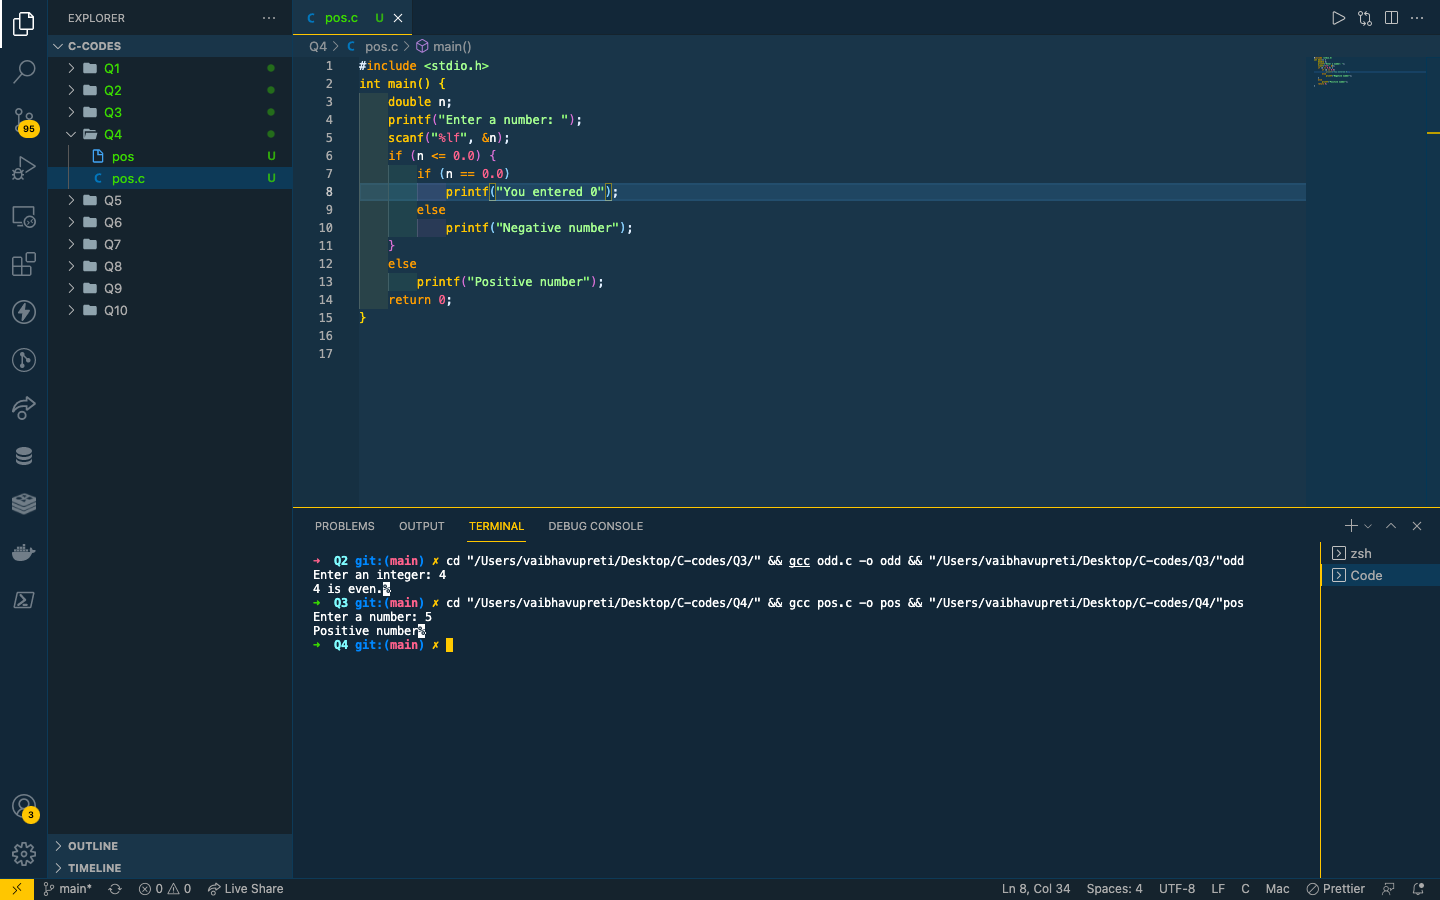 EXPLORER
C-CODES
Q1
Q2
Q3
Q4
pos U
C pos.c U
Q5
Q6
Q7
Q8
Q9
Q10
OUTLINE
TIMELINE
95
3
C pos.c U
Q4 > C pos.c > main()
1 #include <stdio.h>
2 int main() {
3 double n;
4 printf("Enter a number: ");
5 scanf("%lf", &n);
6 if (n <= 0.0) {
7 if (n == 0.0)
8 printf("You entered 0");
9 else
10 printf("Negative number");
11 }
12 else
13 printf("Positive number");
14 return 0;
15 }
16
17
PROBLEMS OUTPUT TERMINAL DEBUG CONSOLE
➜ Q2 git:(main) ✗ cd "/Users/vaibhavupreti/Desktop/C-codes/Q3/" && gcc odd.c -o odd && "/Users/vaibhavupreti/Desktop/C-codes/Q3/"odd
Enter an integer: 4
4 is even.%
➜ Q3 git:(main) ✗ cd "/Users/vaibhavupreti/Desktop/C-codes/Q4/" && gcc pos.c -o pos && "/Users/vaibhavupreti/Desktop/C-codes/Q4/"pos
Enter a number: 5
Positive number%
➜ Q4 git:(main) ✗
zsh
Code
main* 0 0 Live Share Ln 8, Col 34 Spaces: 4 UTF-8 LF C Mac Prettier